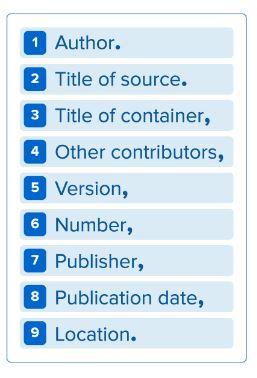 1 Author.
2 Title of source.
3 Title of container,
4 Other contributors,
5 Version,
6 Number,
7 Publisher,
8 Publication date,
9 Location.